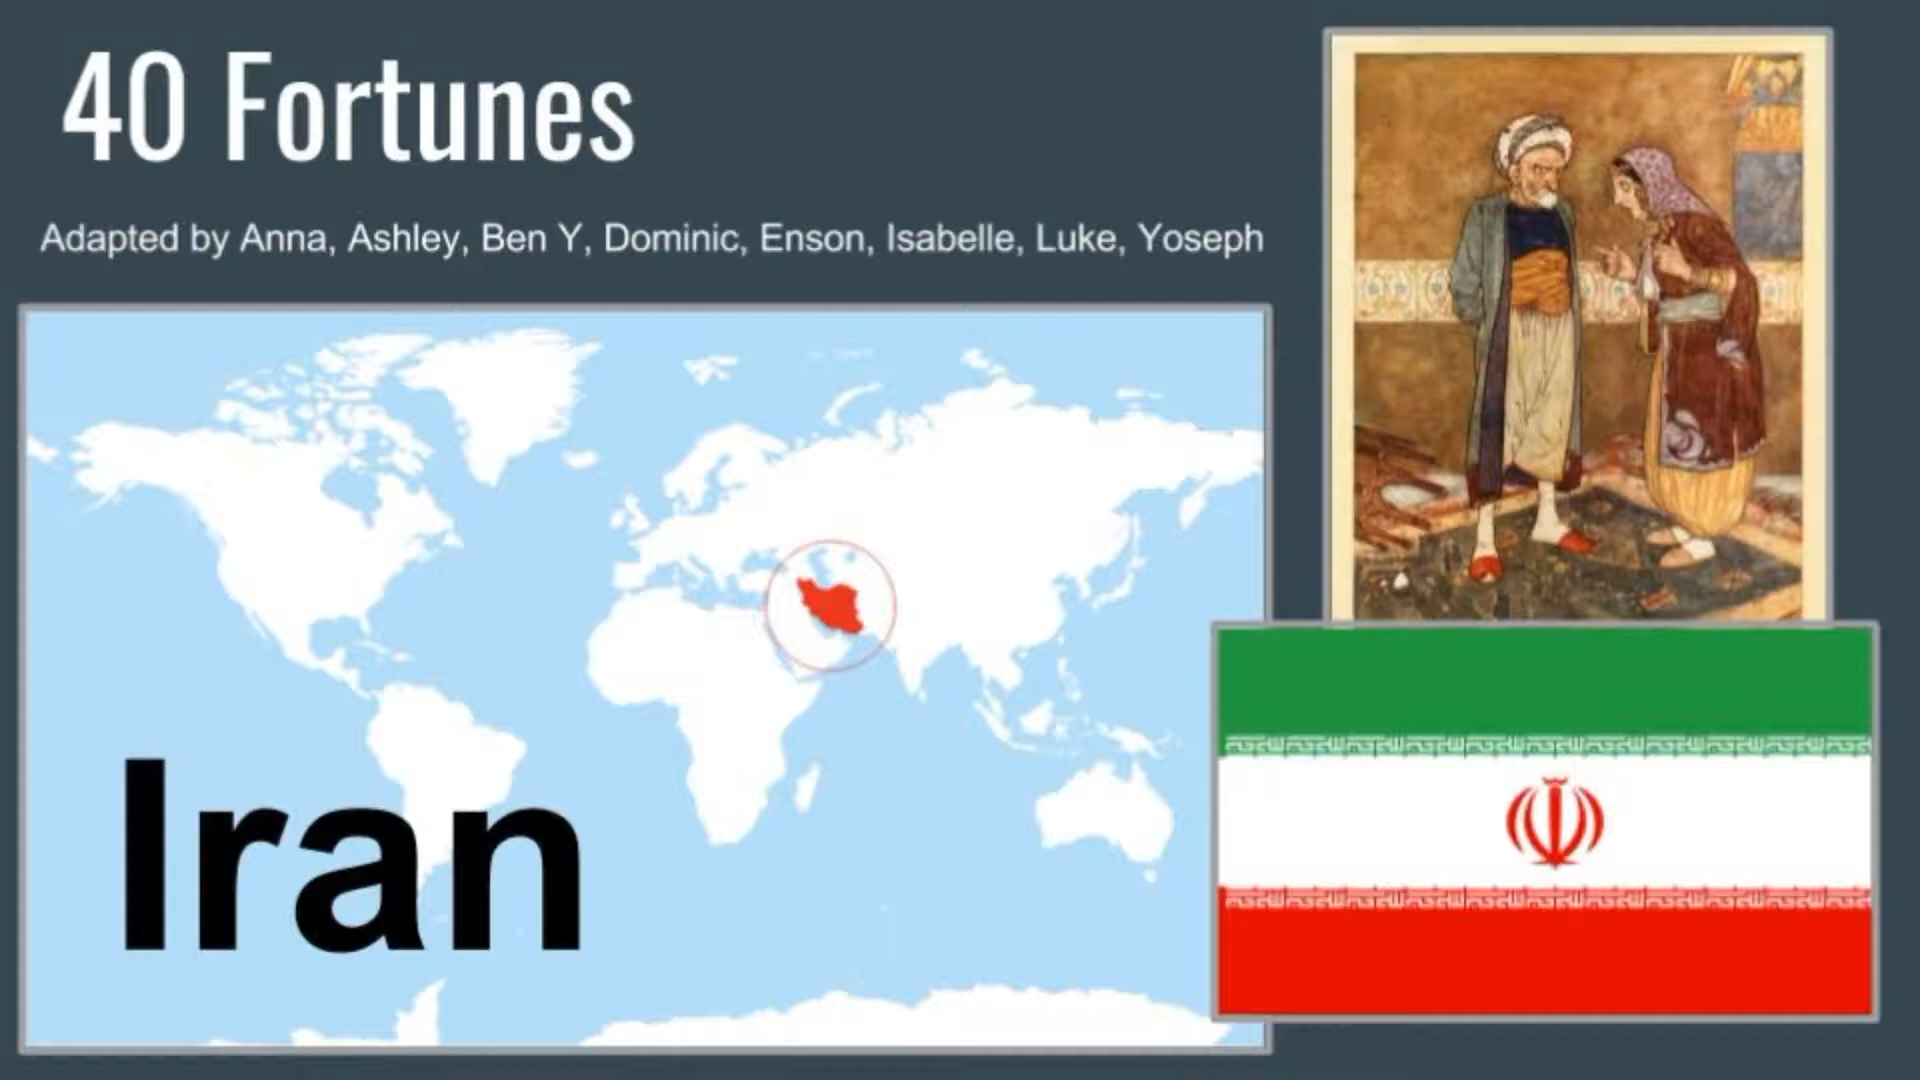 40 Fortunes
Adapted by Anna, Ashley, Ben Y, Dominic, Enson, Isabelle, Luke, Yoseph
Iran